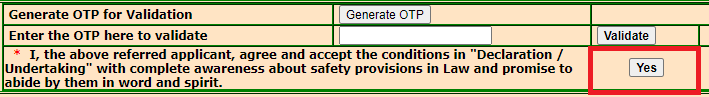 Generate OTP for Validation Generate OTP
Enter the OTP here to validate Validate
* I, the above referred applicant, agree and accept the conditions in "Declaration /
Undertaking" with complete awareness about safety provisions in Law and promise to
abide by them in word and spirit.
Yes